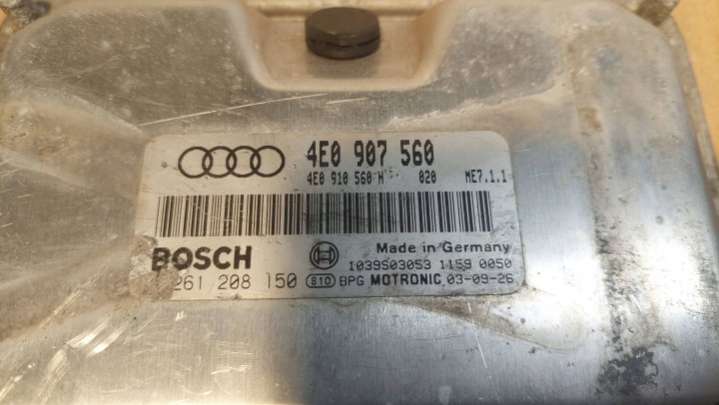 4E0 907 560
4E0 910 560 H 020 ME7.1.1
BOSCH
Made in Germany
1039S03053 1159 0050
261 208 150 S10 BPG MOTRONIC 03-09-26